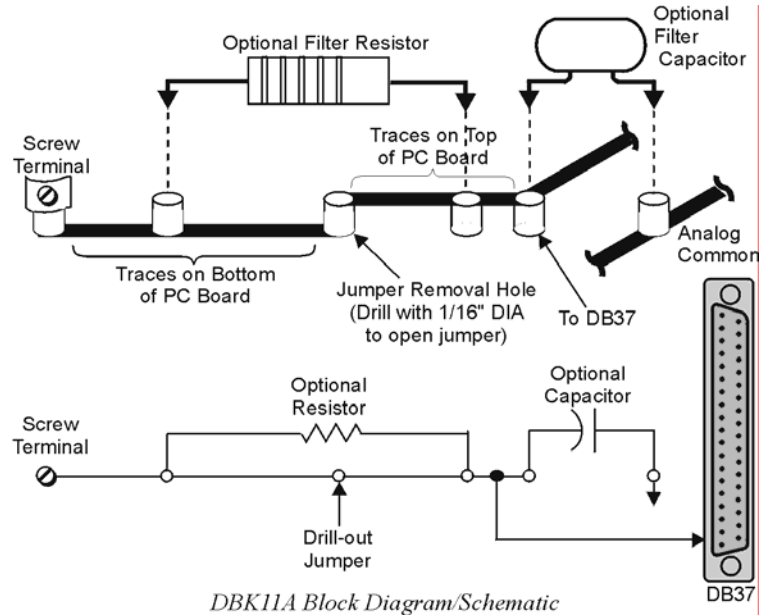 Optional Filter Resistor
Optional
Filter
Capacitor
Screw
Terminal
Traces on Top
of PC Board
Traces on Bottom
of PC Board
Jumper Removal Hole
(Drill with 1/16" DIA
to open jumper)
To DB37
Analog
Common
Optional
Resistor
Optional
Capacitor
Screw
Terminal
Drill-out
Jumper
DB37
DBK11A Block Diagram/Schematic